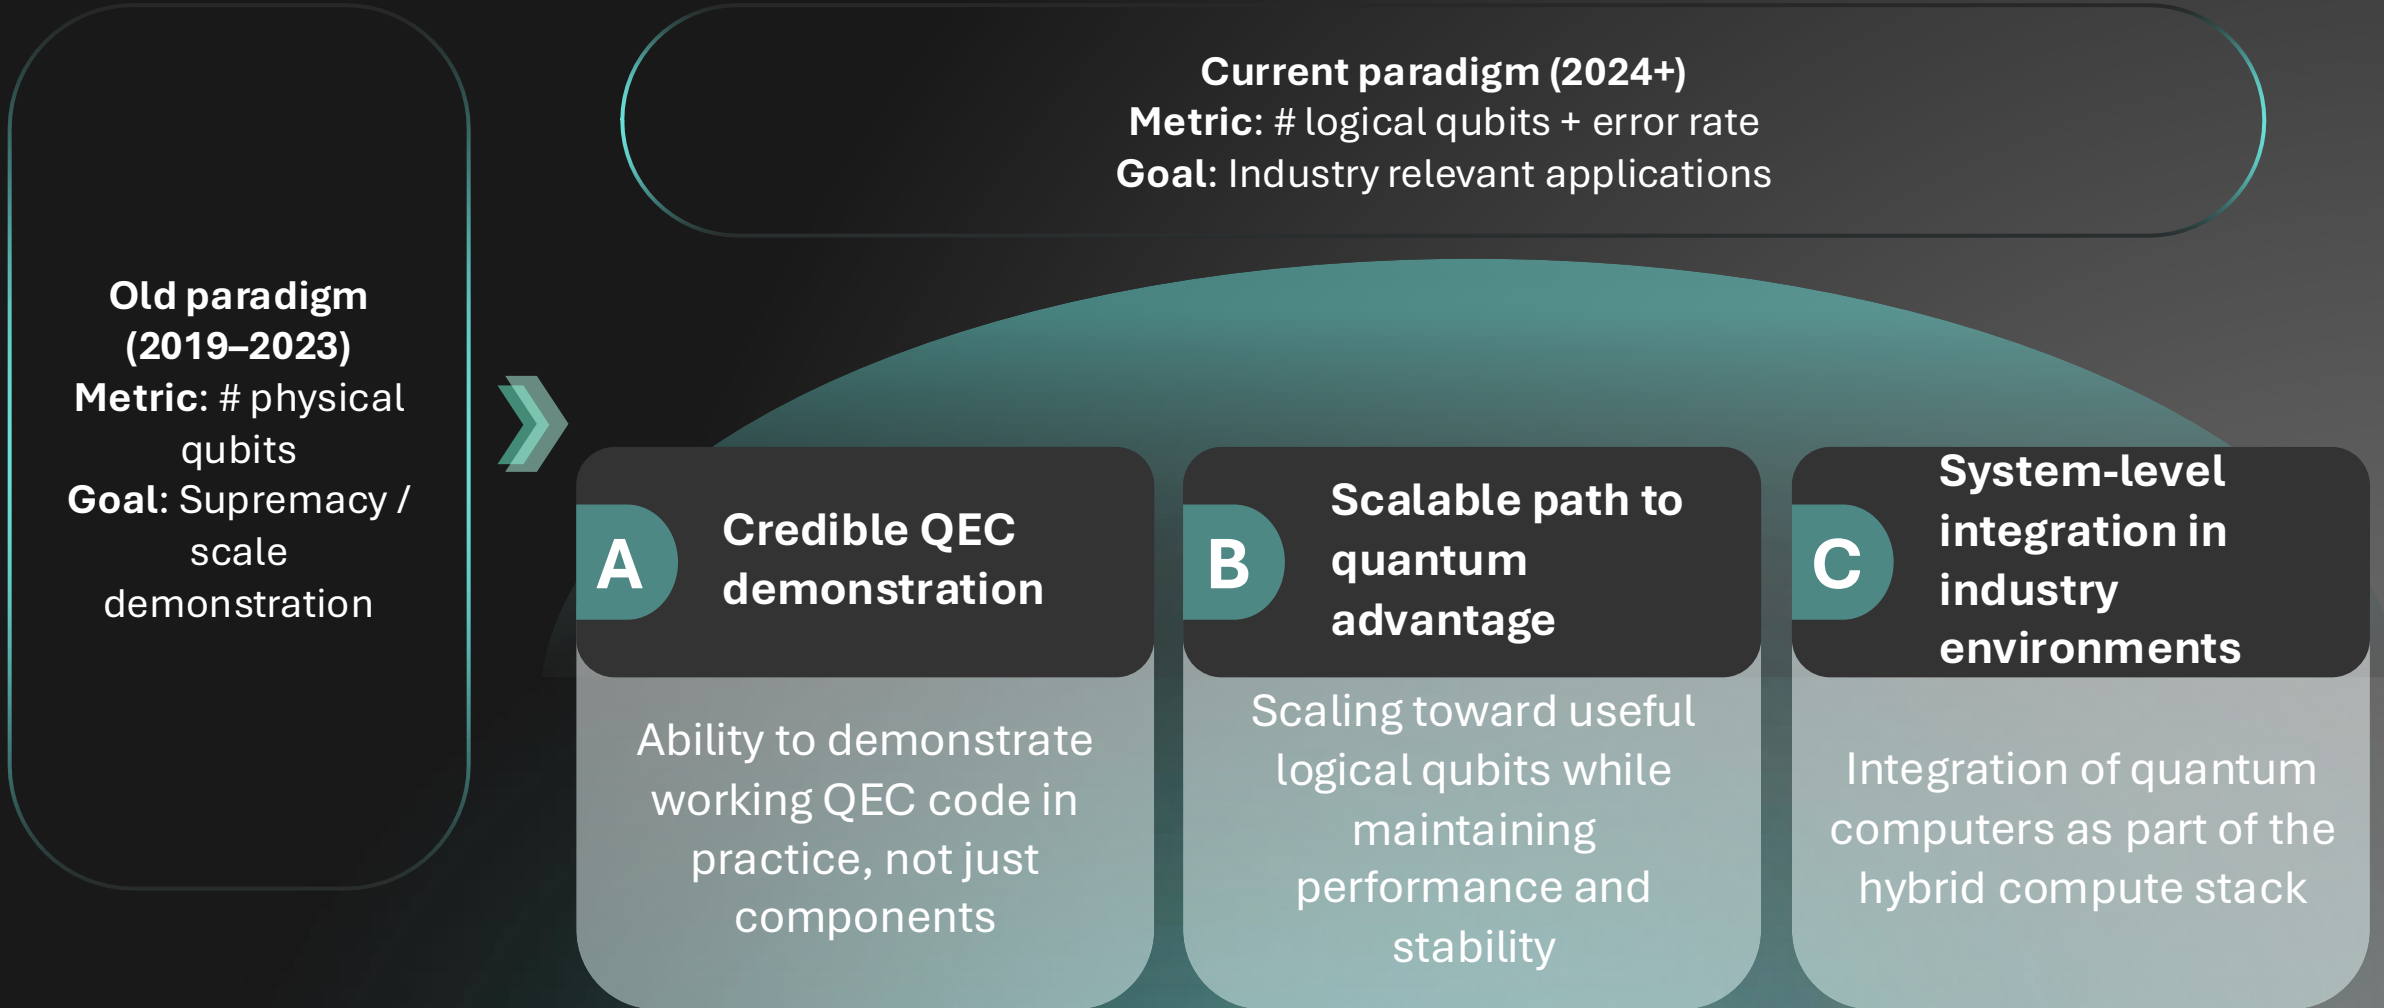 Old paradigm
(2019–2023)
Metric: # physical
qubits
Goal: Supremacy /
scale
demonstration
Current paradigm (2024+)
Metric: # logical qubits + error rate
Goal: Industry relevant applications
A
Credible QEC
demonstration
Ability to demonstrate
working QEC code in
practice, not just
components
B
Scalable path to
quantum
advantage
Scaling toward useful
logical qubits while
maintaining
performance and
stability
C
System-level
integration in
industry
environments
Integration of quantum
computers as part of the
hybrid compute stack